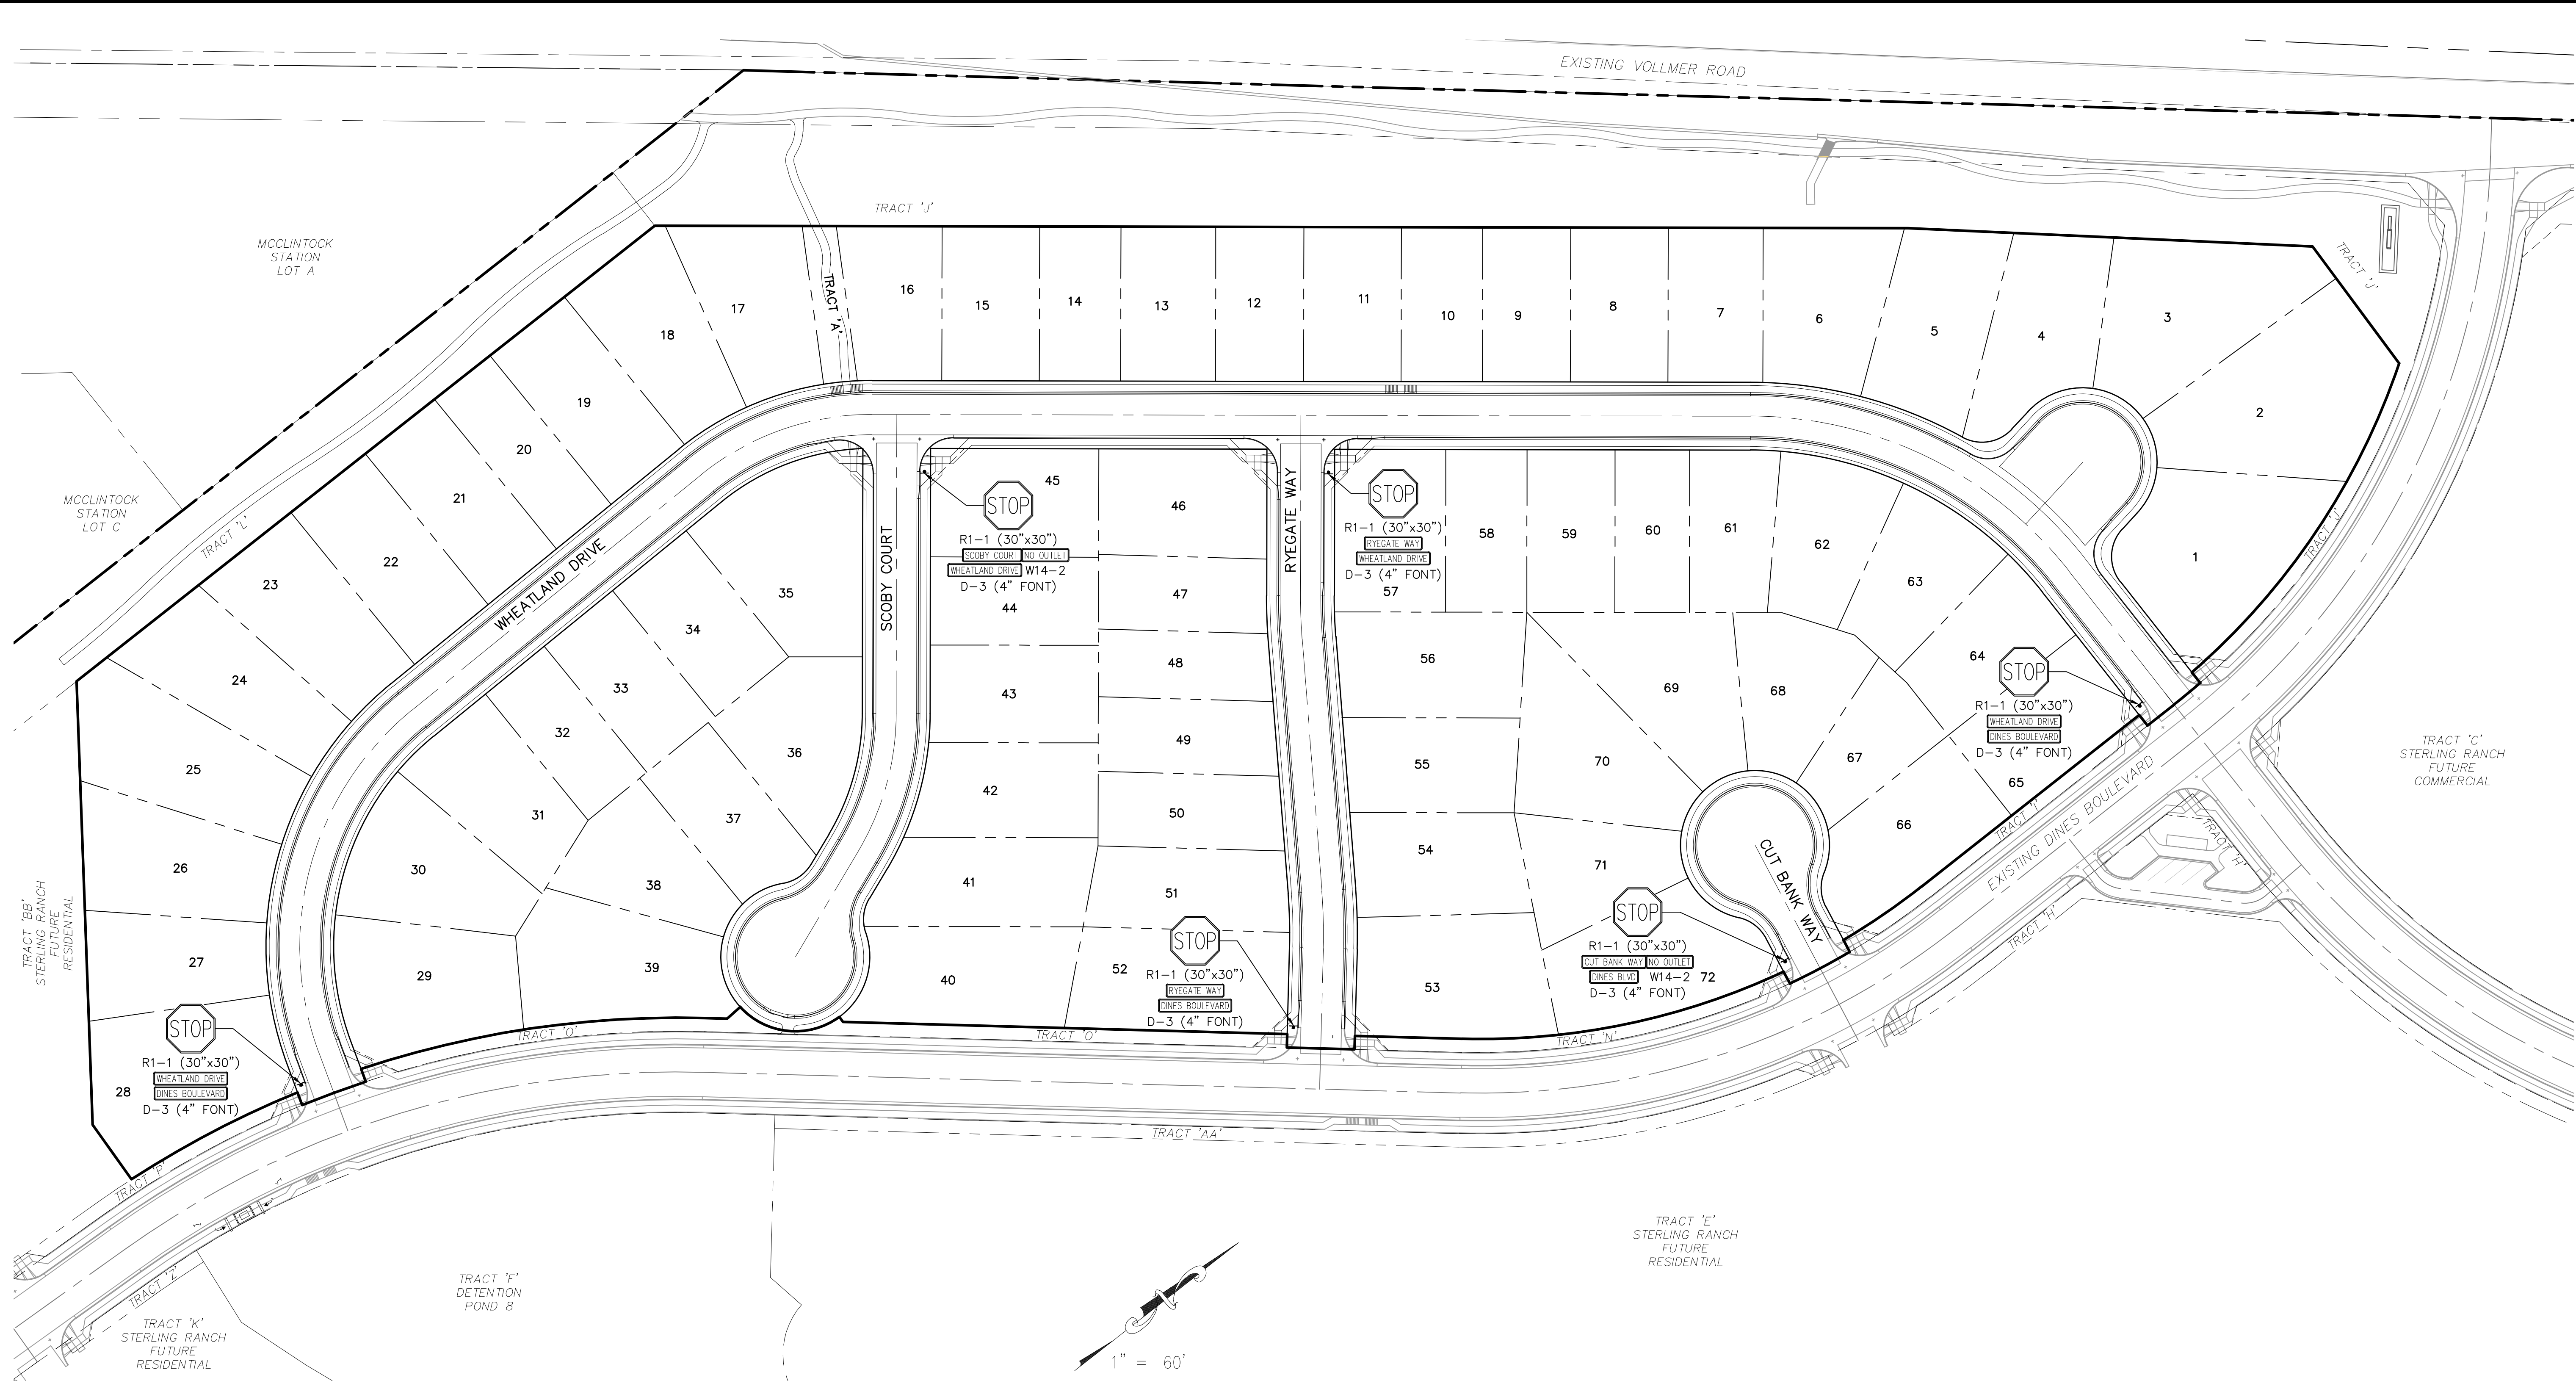 EXISTING VOLLMER ROAD
TRACT 'J'
MCCLINTOCK
STATION
LOT A
TRACT 'J'
TRACT 'A'
16
15
14
13
12
11
10
9
8
7
6
5
4
3
17
18
19
20
21
22
23
24
25
26
27
28
2
1
MCCLINTOCK
STATION
LOT C
TRACT 'L'
WHEATLAND DRIVE
SCOBY COURT
RYEGATE WAY
TRACT 'J'
STOP
R1-1 (30"x30")
SCOBY COURT NO OUTLET
WHEATLAND DRIVE W14-2
D-3 (4" FONT)
STOP
R1-1 (30"x30")
RYEGATE WAY
WHEATLAND DRIVE
D-3 (4" FONT)
45
46
47
44
48
43
49
42
50
41
51
40
52
35
34
33
32
31
30
29
36
37
38
39
57
58
59
60
61
62
63
64
56
69
68
55
70
67
65
54
71
66
53
72
STOP
R1-1 (30"x30")
WHEATLAND DRIVE
DINES BOULEVARD
D-3 (4" FONT)
TRACT 'C'
STERLING RANCH
FUTURE
COMMERCIAL
TRACT 'I'
EXISTING DINES BOULEVARD
TRACT 'H'
TRACT 'H'
CUT BANK WAY
STOP
R1-1 (30"x30")
CUT BANK WAY NO OUTLET
DINES BLVD W14-2
D-3 (4" FONT)
STOP
R1-1 (30"x30")
RYEGATE WAY
DINES BOULEVARD
D-3 (4" FONT)
TRACT 'BB'
STERLING RANCH
FUTURE
RESIDENTIAL
STOP
R1-1 (30"x30")
WHEATLAND DRIVE
DINES BOULEVARD
D-3 (4" FONT)
TRACT 'O'
TRACT 'O'
TRACT 'N'
TRACT 'AA'
TRACT 'P'
TRACT 'Z'
TRACT 'K'
STERLING RANCH
FUTURE
RESIDENTIAL
TRACT 'F'
DETENTION
POND 8
TRACT 'E'
STERLING RANCH
FUTURE
RESIDENTIAL
1" = 60'